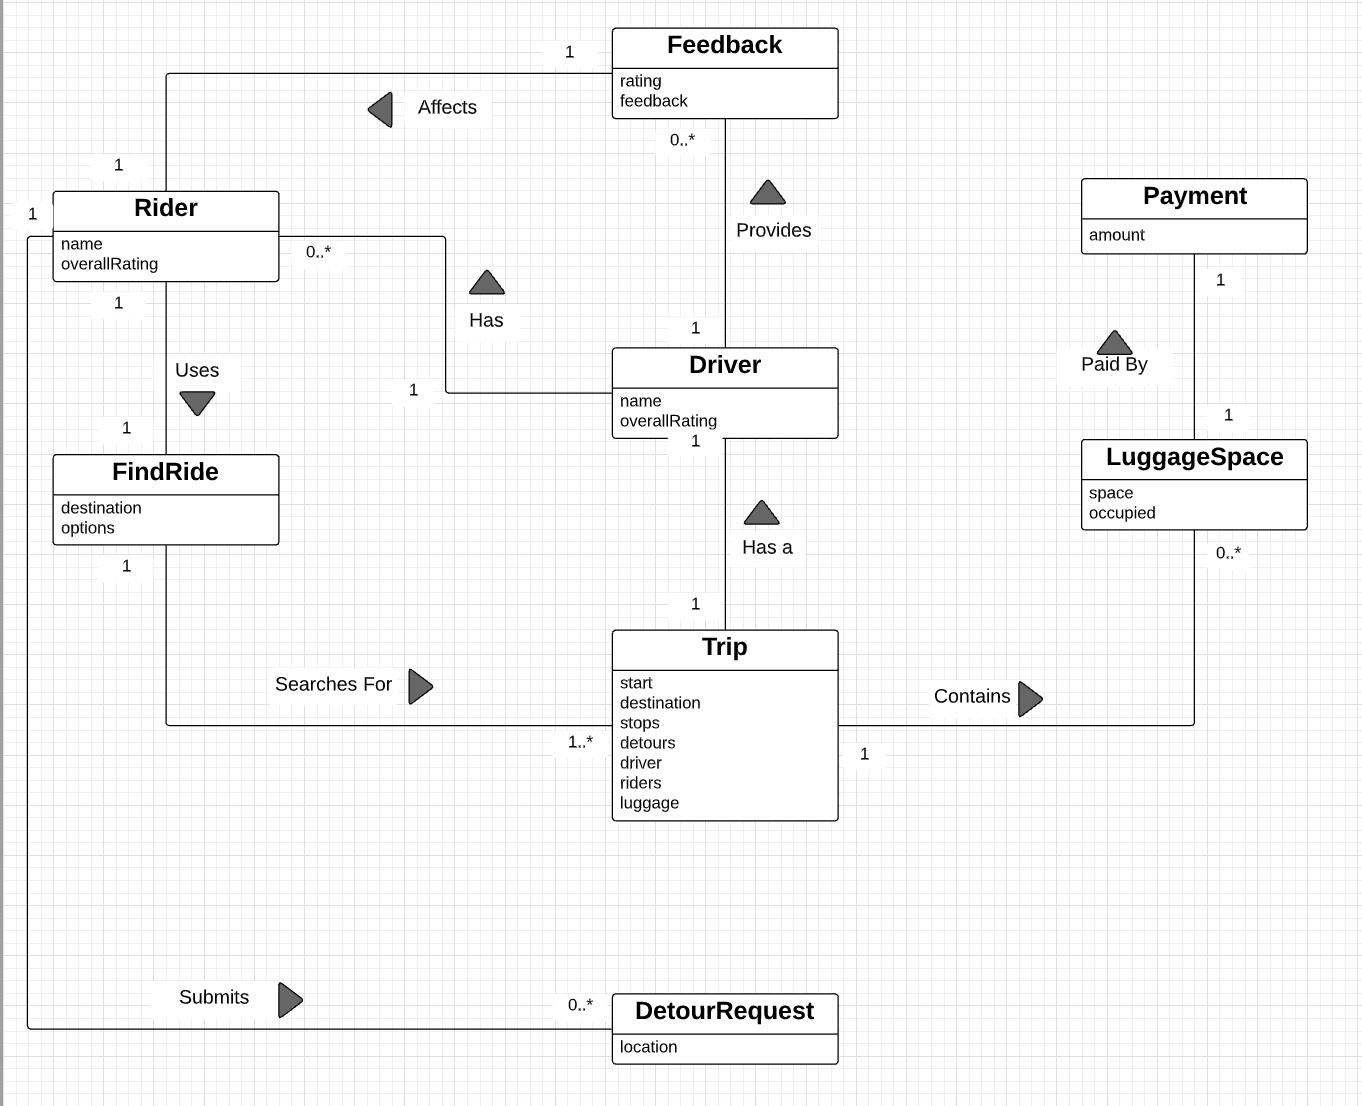 Feedback
rating
feedback
1
Affects
0..*
1
Rider
name
overallRating
1
0..*
1
Provides
Has
1
1
Payment
amount
1
Paid By
1
Uses
1
Driver
name
overallRating
1
FindRide
destination
options
1
LuggageSpace
space
occupied
0..*
Has a
1
Trip
start
destination
stops
detours
driver
riders
luggage
Searches For
1..*
Contains
1
Submits
0..*
DetourRequest
location